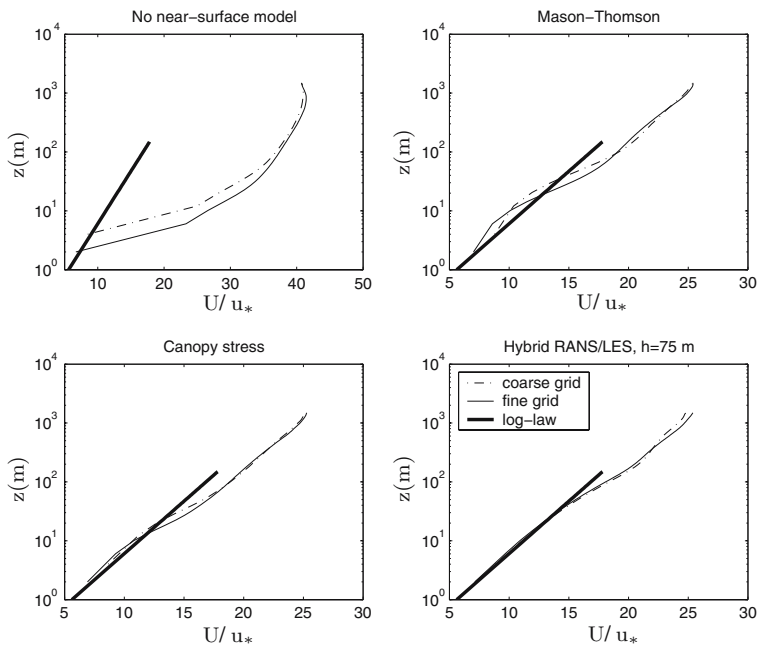 No near−surface model
10^4
10^3
10^2
10^1
10^0
z(m)
10 20 30 40 50
U/ u_*
Mason−Thomson
10^4
10^3
10^2
10^1
10^0
z(m)
5 10 15 20 25 30
U/ u_*
Canopy stress
10^4
10^3
10^2
10^1
10^0
z(m)
5 10 15 20 25 30
U/ u_*
Hybrid RANS/LES, h=75 m
coarse grid
fine grid
log−law
10^4
10^3
10^2
10^1
10^0
z(m)
5 10 15 20 25 30
U/ u_*